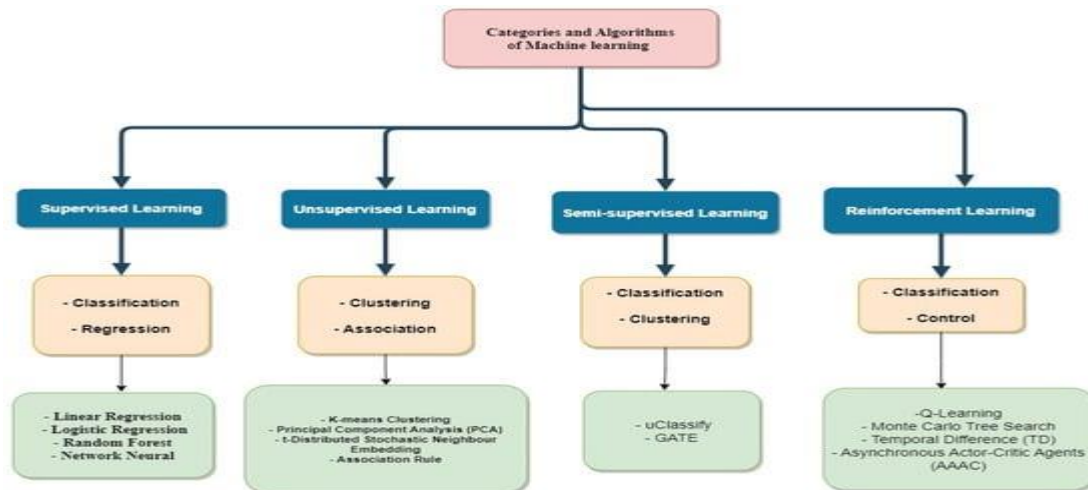 Categories and Algorithms
of Machine learning
Supervised Learning
Unsupervised Learning
Semi-supervised Learning
Reinforcement Learning
- Classification
- Regression
- Clustering
- Association
- Classification
- Clustering
- Classification
- Control
- Linear Regression
- Logistic Regression
- Random Forest
- Network Neural
- K-means Clustering
- Principal Component Analysis (PCA)
- t-Distributed Stochastic Neighbour
Embedding
- Association Rule
- uClassify
- GATE
-Q-Learning
- Monte Carlo Tree Search
- Temporal Difference (TD)
- Asynchronous Actor-Critic Agents
(AAAC)